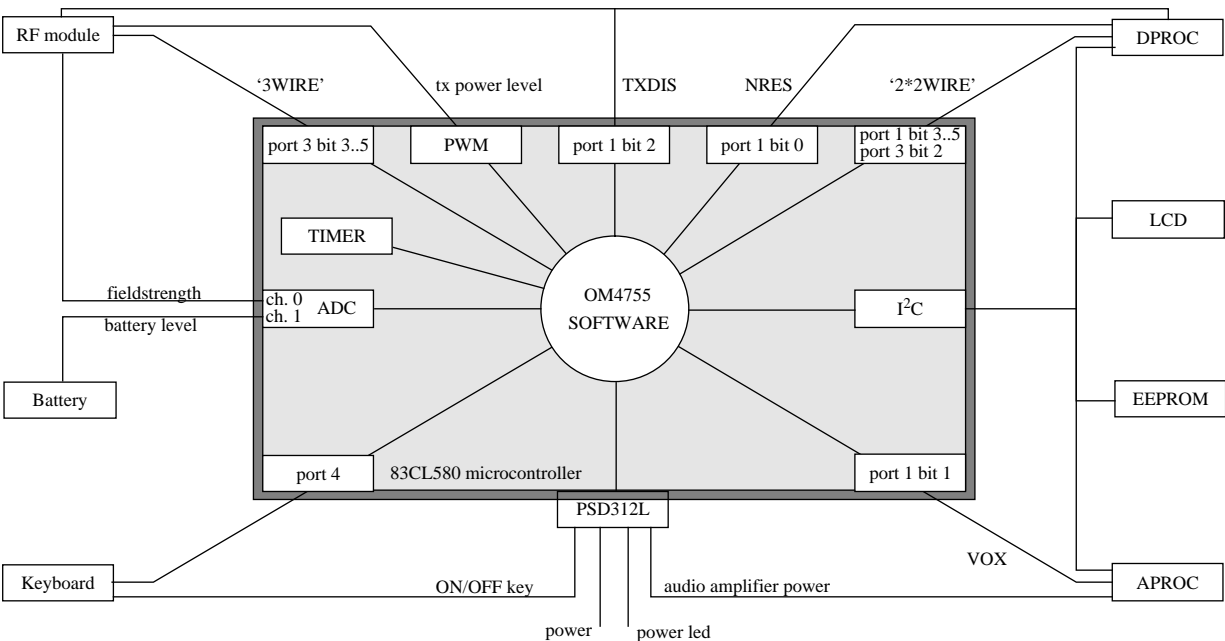 RF module
DPROC
‘3WIRE’
tx power level
TXDIS
NRES
‘2*2WIRE’
port 3 bit 3..5
PWM
port 1 bit 2
port 1 bit 0
port 1 bit 3..5
port 3 bit 2
TIMER
LCD
fieldstrength
ch. 0
ch. 1
ADC
OM4755
SOFTWARE
I²C
battery level
Battery
EEPROM
port 4
83CL580 microcontroller
port 1 bit 1
PSD312L
VOX
Keyboard
ON/OFF key
audio amplifier power
APROC
power
power led